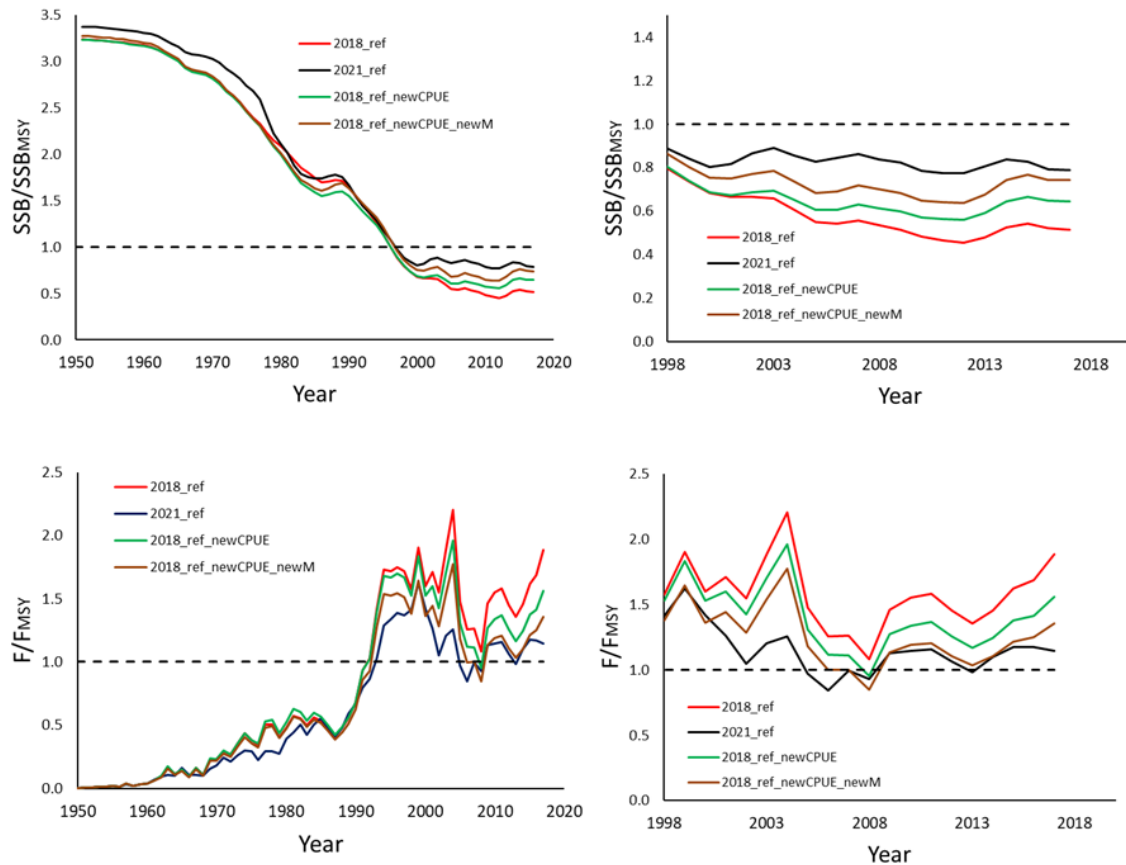 SSB/SSBMSY
3.5
3.0
2.5
2.0
1.5
1.0
0.5
0.0
2018_ref
2021_ref
2018_ref_newCPUE
2018_ref_newCPUE_newM
1950 1960 1970 1980 1990 2000 2010 2020
Year
SSB/SSBMSY
1.4
1.2
1.0
0.8
0.6
0.4
0.2
0.0
2018_ref
2021_ref
2018_ref_newCPUE
2018_ref_newCPUE_newM
1998 2003 2008 2013 2018
Year
F/FMSY
2.5
2.0
1.5
1.0
0.5
0.0
2018_ref
2021_ref
2018_ref_newCPUE
2018_ref_newCPUE_newM
1950 1960 1970 1980 1990 2000 2010 2020
Year
F/FMSY
2.5
2.0
1.5
1.0
0.5
0.0
2018_ref
2021_ref
2018_ref_newCPUE
2018_ref_newCPUE_newM
1998 2003 2008 2013 2018
Year